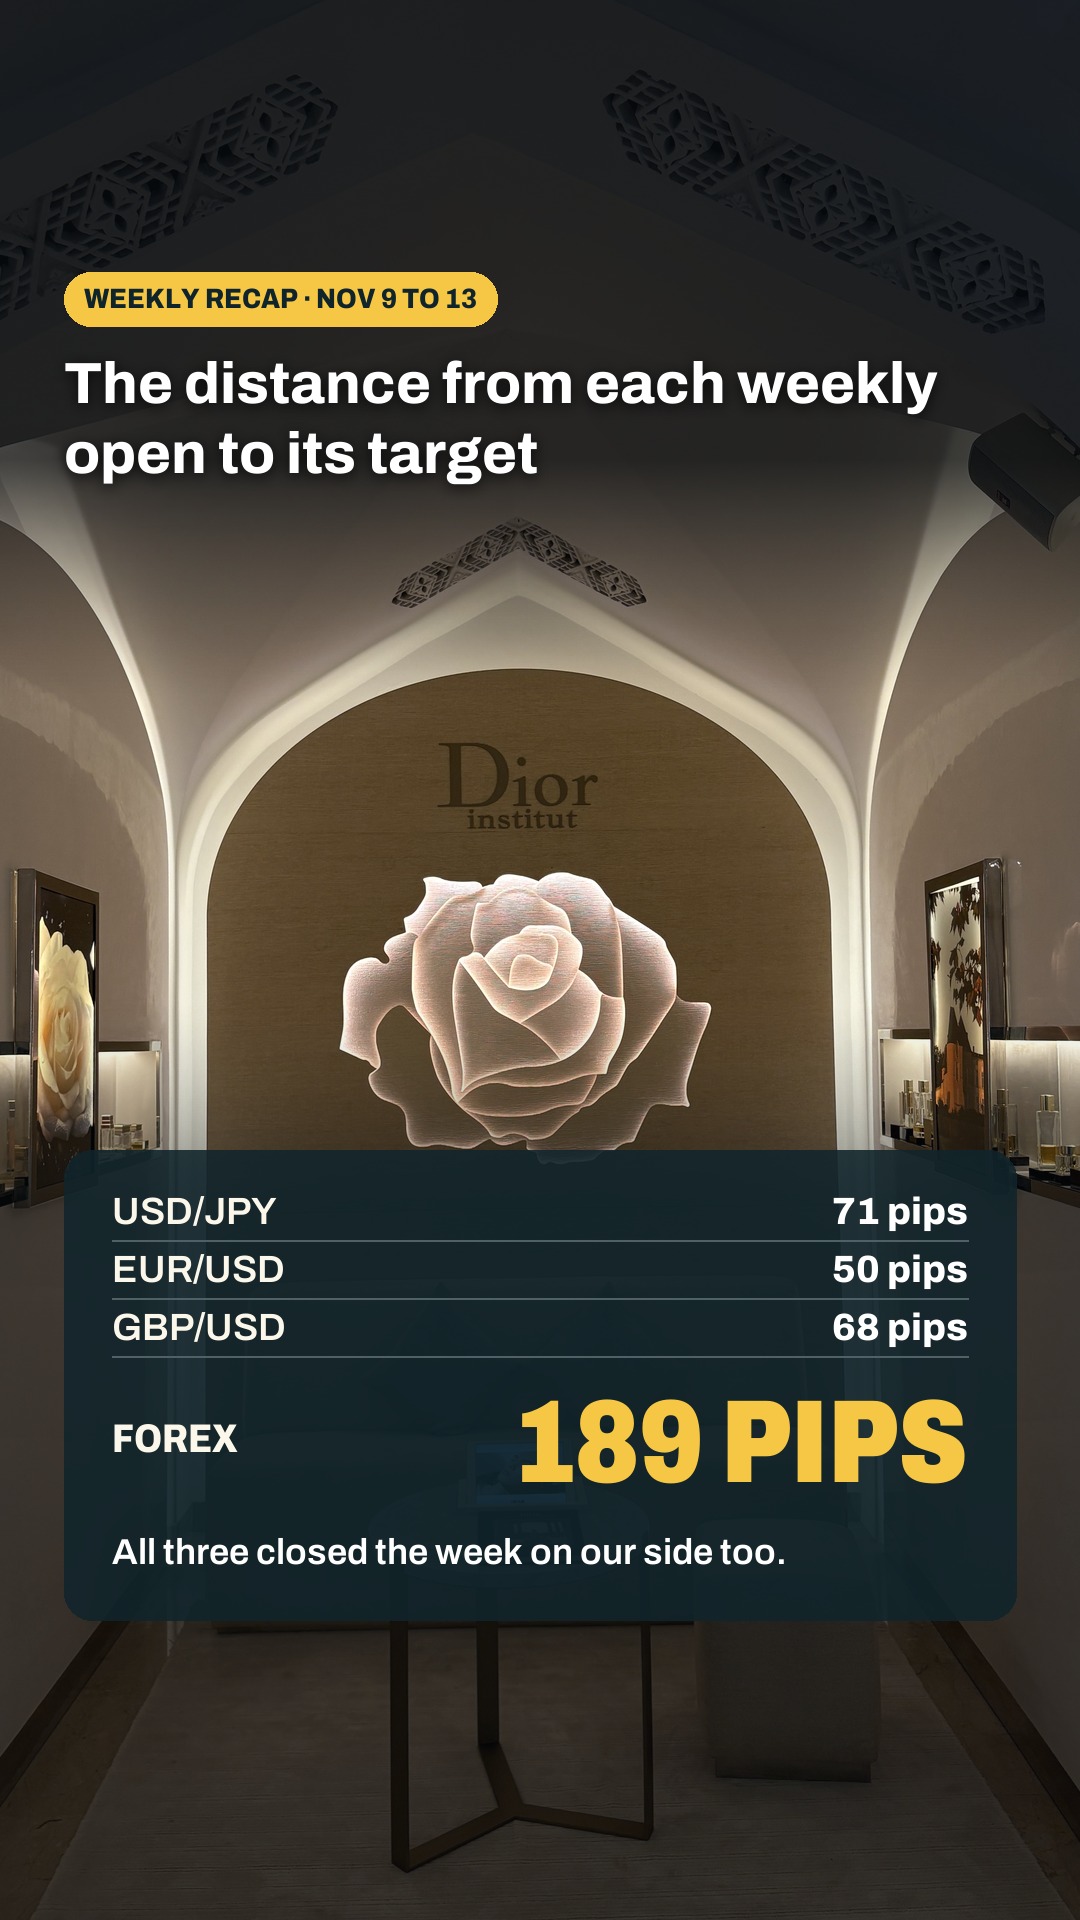 WEEKLY RECAP · NOV 9 TO 13
The distance from each weekly
open to its target
Dior
institut
USD/JPY 71 pips
EUR/USD 50 pips
GBP/USD 68 pips
FOREX 189 PIPS
All three closed the week on our side too.